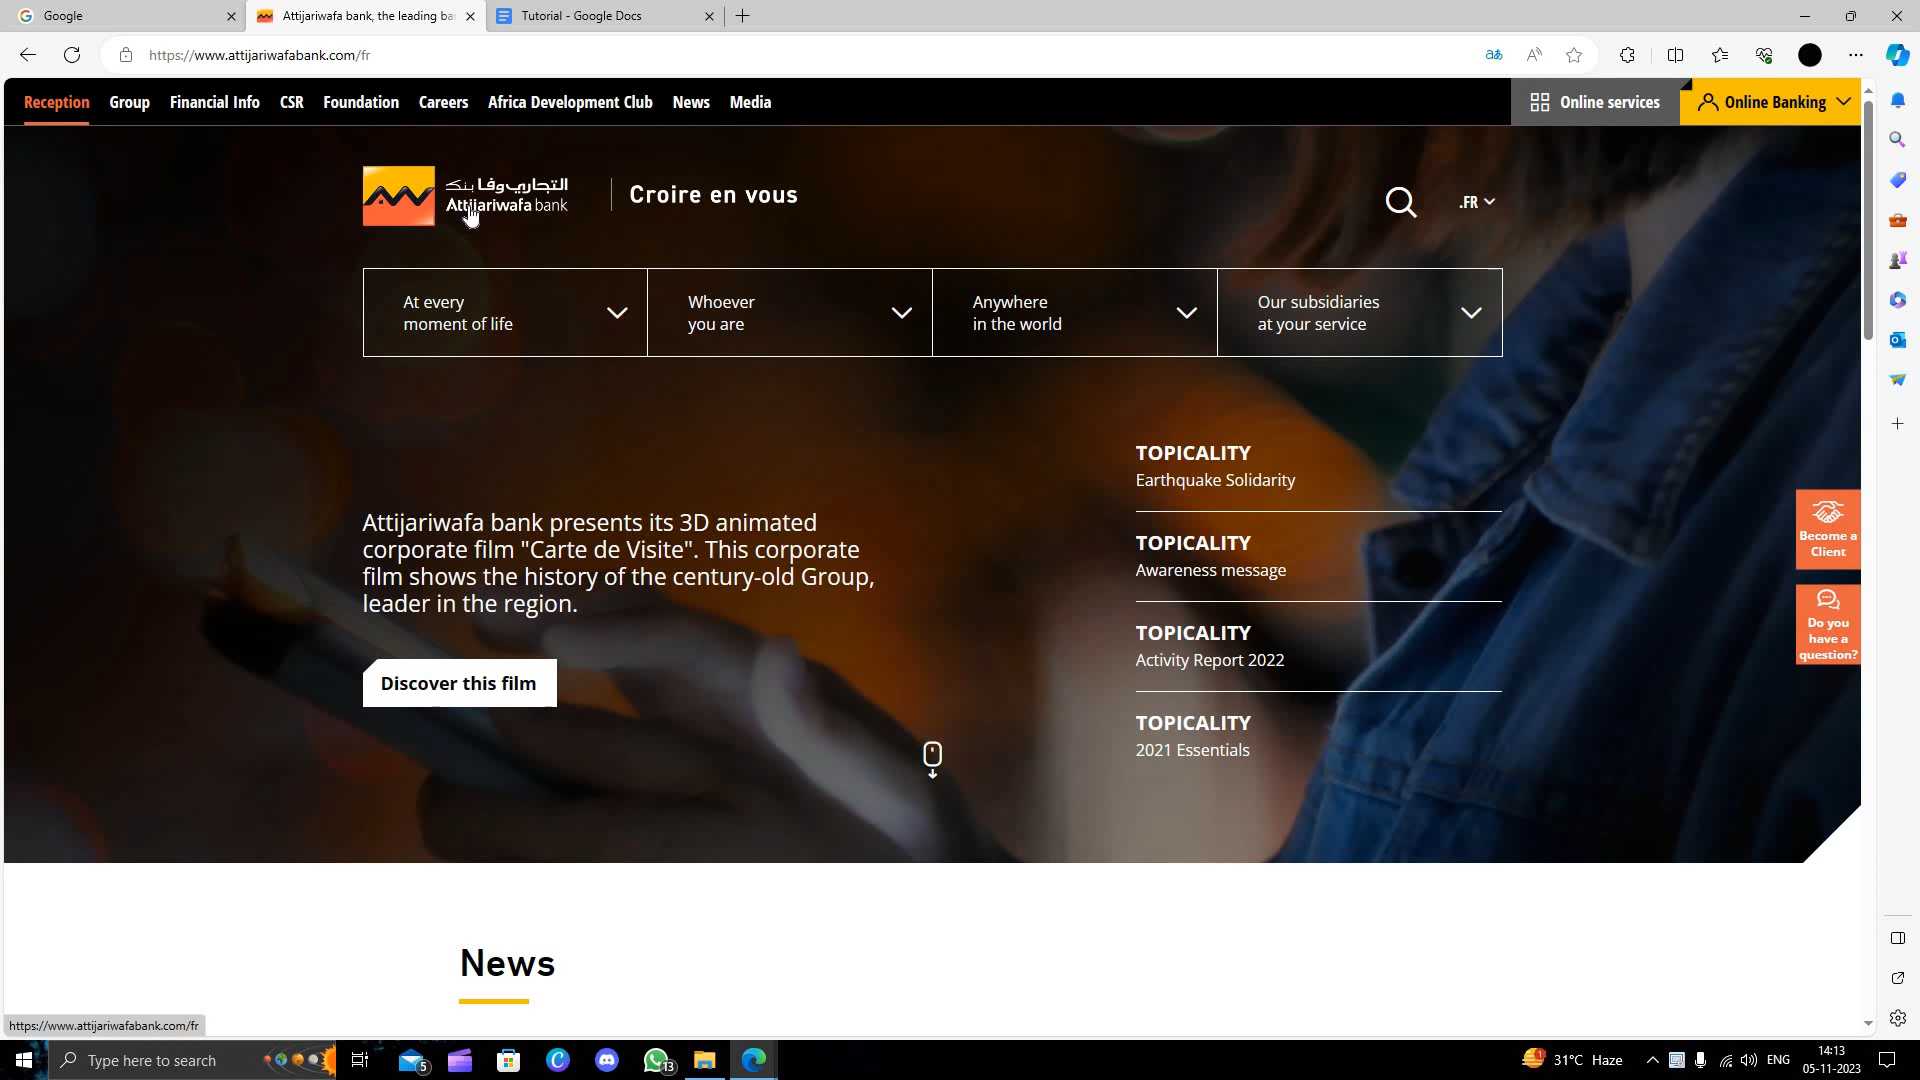 Google
Attijariwafa bank, the leading ba
Tutorial - Google Docs
https://www.attijariwafabank.com/fr
Reception
Group
Financial Info
CSR
Foundation
Careers
Africa Development Club
News
Media
Online services
Online Banking
التجاري وفا بنك
Attijariwafa bank
Croire en vous
.FR
At every
moment of life
Whoever
you are
Anywhere
in the world
Our subsidiaries
at your service
TOPICALITY
Earthquake Solidarity
TOPICALITY
Awareness message
TOPICALITY
Activity Report 2022
TOPICALITY
2021 Essentials
Attijariwafa bank presents its 3D animated
corporate film "Carte de Visite". This corporate
film shows the history of the century-old Group,
leader in the region.
Discover this film
Become a
Client
Do you
have a
question?
News
https://www.attijariwafabank.com/fr
Type here to search
5
13
1
31°C Haze
ENG
14:13
05-11-2023